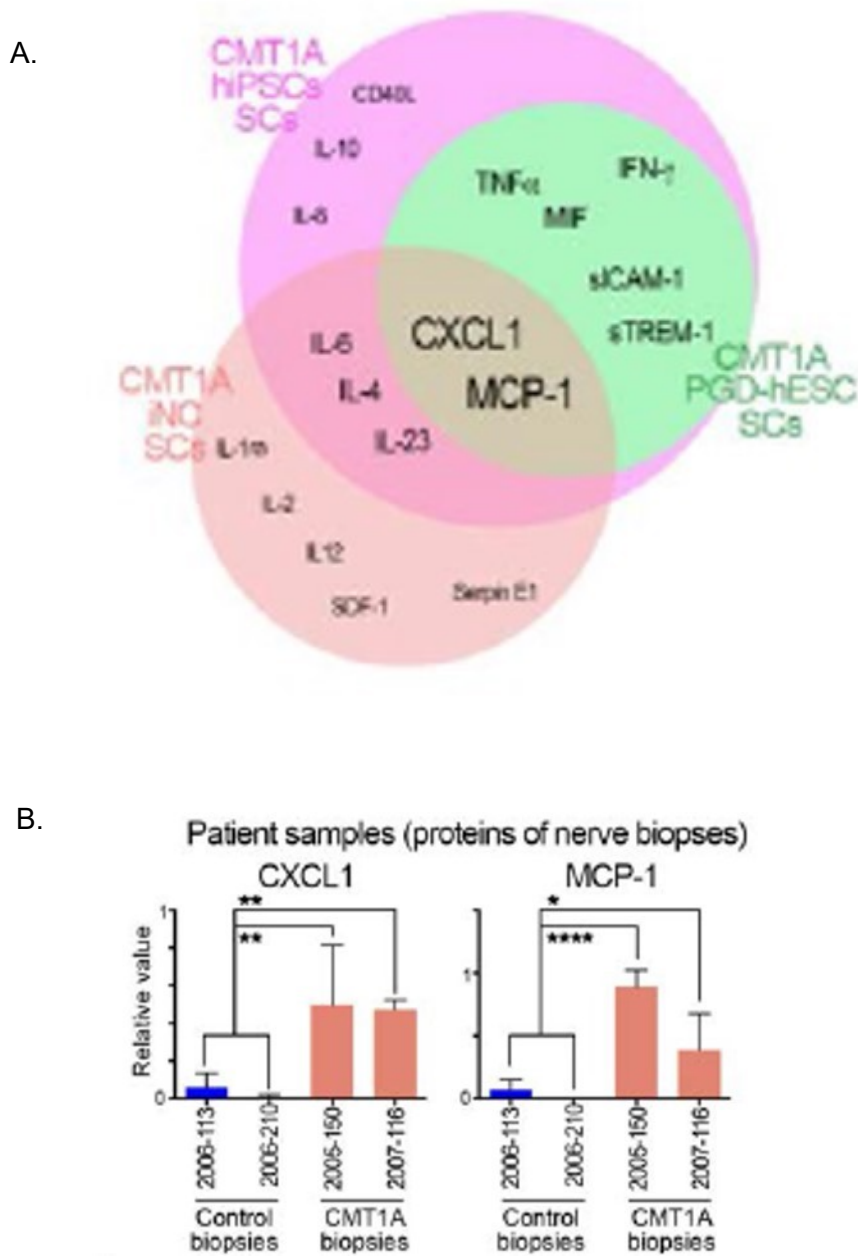 A.
CMT1A
hiPSCs
SCs
CD40L
IL-10
IL-8
TNFα
IFN-γ
MIF
sICAM-1
sTREM-1
CXCL1
MCP-1
IL-6
IL-4
IL-23
CMT1A
PGD-hESC
SCs
CMT1A
iNC
SCs
IL-1ra
IL-2
IL12
SDF-1
Serpin E1
B.
Patient samples (proteins of nerve biopses)
CXCL1
MCP-1
Relative value
1
0
**
**
2006-113
2006-210
2005-150
2007-116
Control
biopsies
CMT1A
biopsies
1
0
*
****
2006-113
2006-210
2005-150
2007-116
Control
biopsies
CMT1A
biopsies